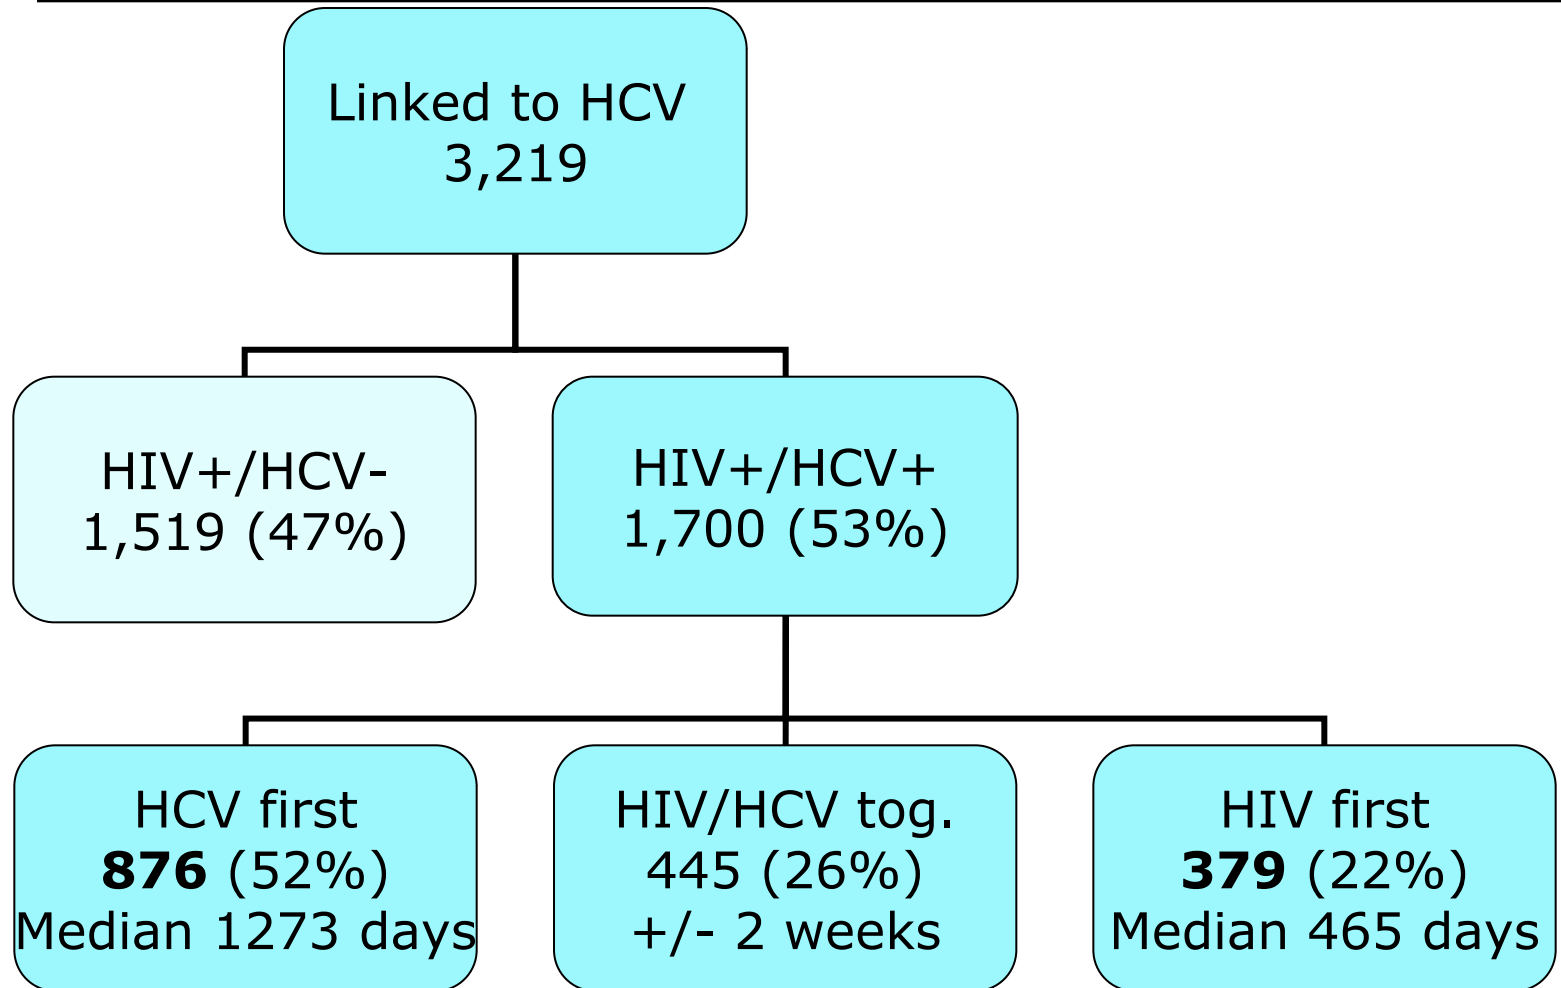 Linked to HCV
3,219
HIV+/HCV-
1,519 (47%)
HIV+/HCV+
1,700 (53%)
HCV first
876 (52%)
Median 1273 days
HIV/HCV tog.
445 (26%)
+/- 2 weeks
HIV first
379 (22%)
Median 465 days